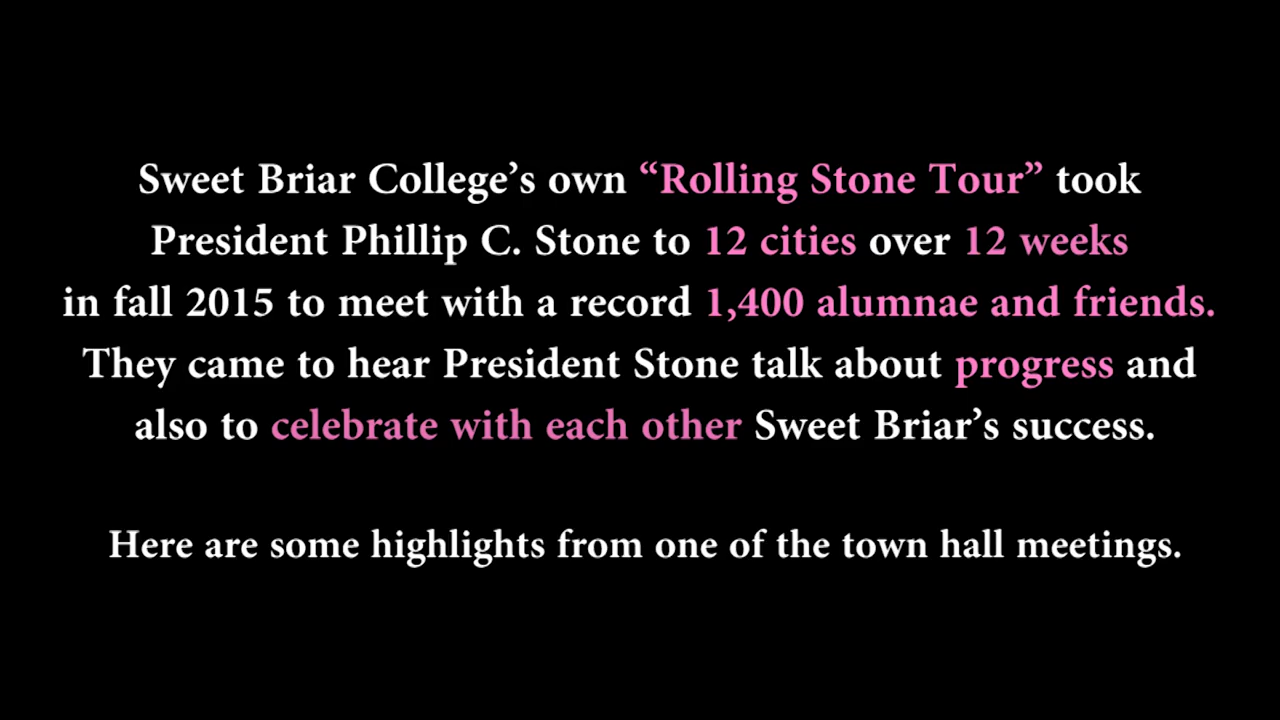 Sweet Briar College’s own “Rolling Stone Tour” took
President Phillip C. Stone to 12 cities over 12 weeks
in fall 2015 to meet with a record 1,400 alumnae and friends.
They came to hear President Stone talk about progress and
also to celebrate with each other Sweet Briar’s success.
Here are some highlights from one of the town hall meetings.